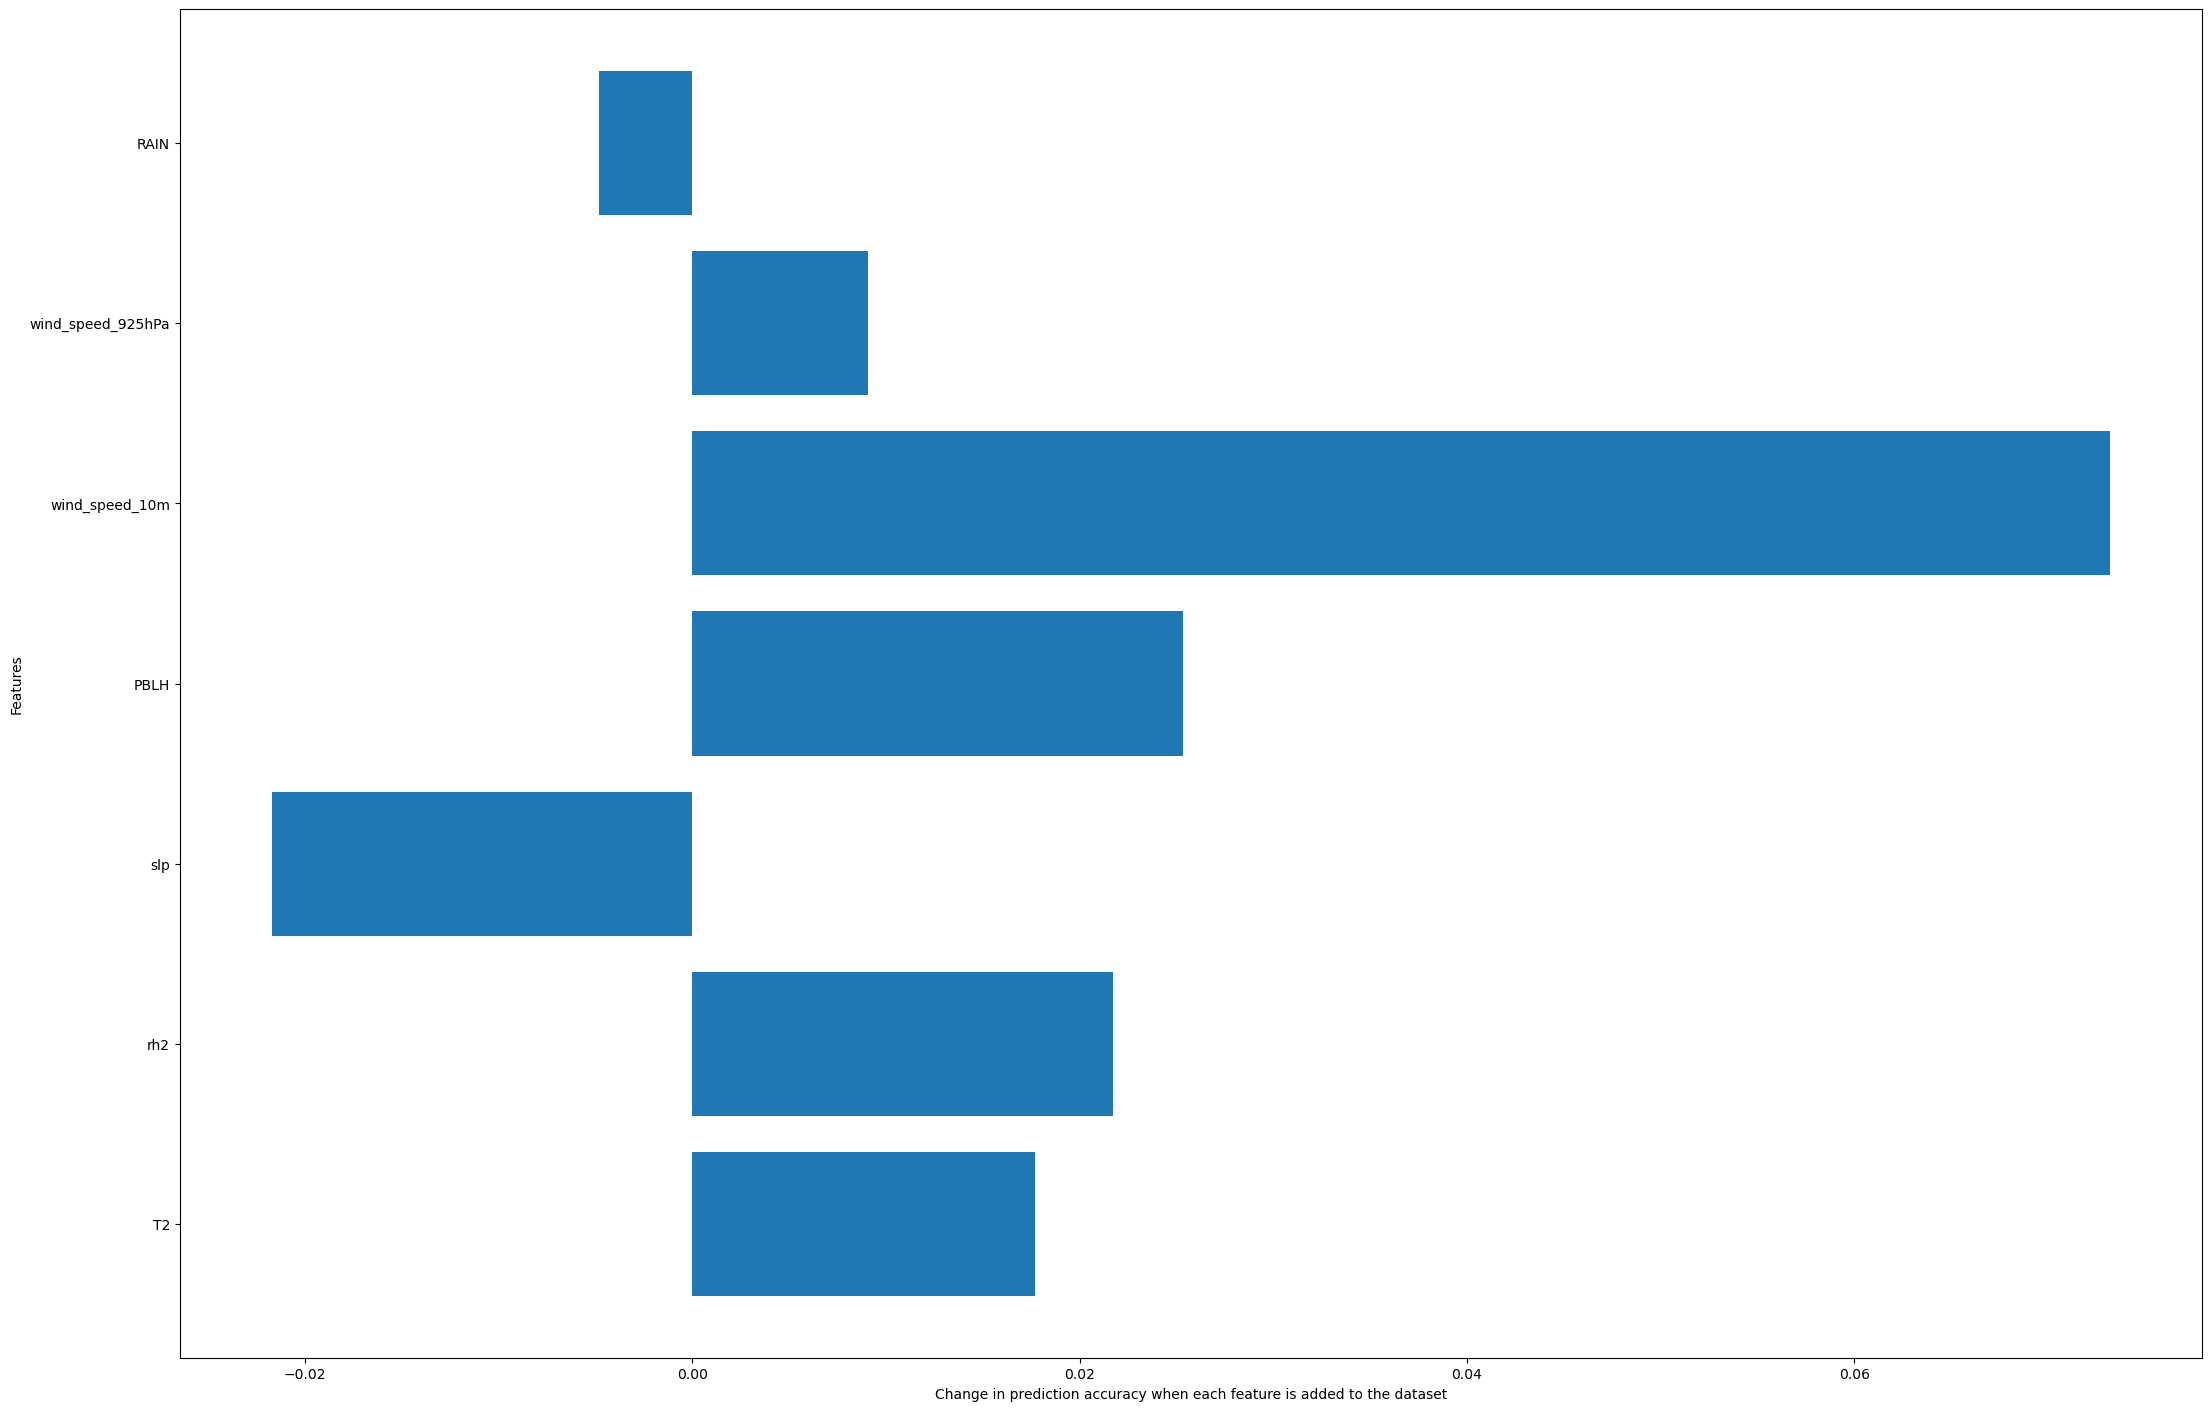 RAIN
wind_speed_925hPa
wind_speed_10m
PBLH
slp
rh2
T2
Features
−0.02 0.00 0.02 0.04 0.06
Change in prediction accuracy when each feature is added to the dataset